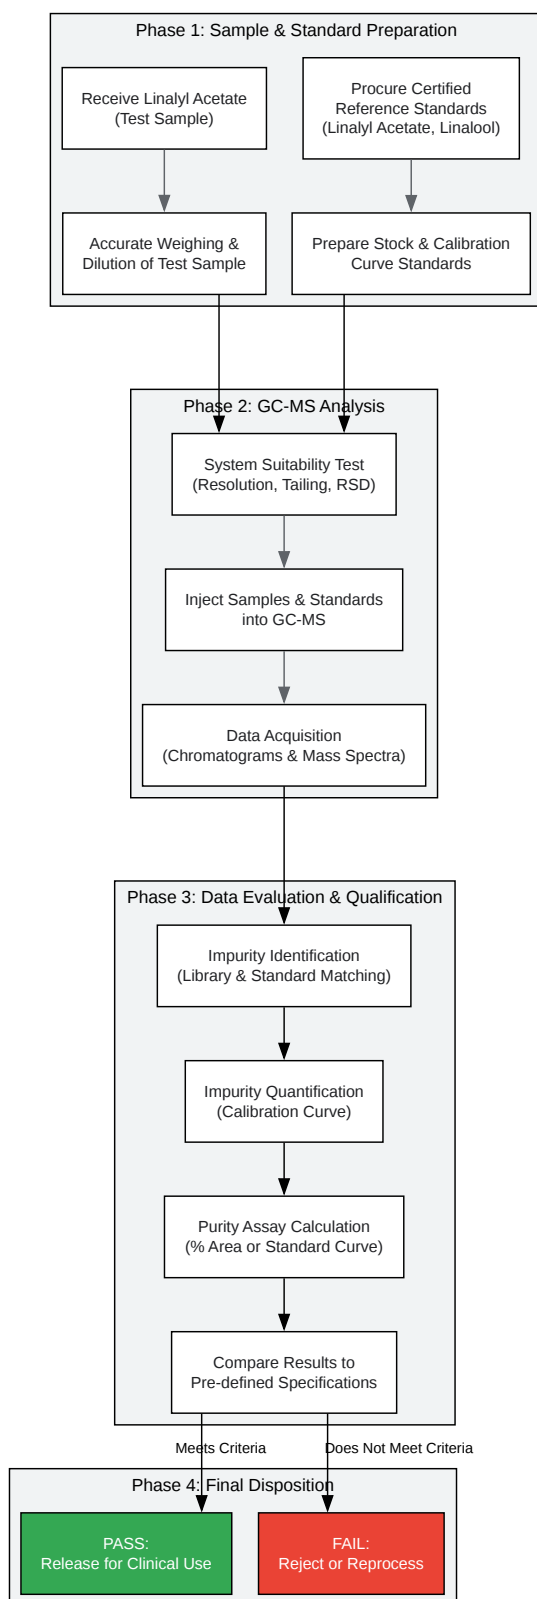 Phase 1: Sample & Standard Preparation
Receive Linalyl Acetate
(Test Sample)
Procure Certified
Reference Standards
(Linalyl Acetate, Linalool)
Accurate Weighing &
Dilution of Test Sample
Prepare Stock & Calibration
Curve Standards
Phase 2: GC-MS Analysis
System Suitability Test
(Resolution, Tailing, RSD)
Inject Samples & Standards
into GC-MS
Data Acquisition
(Chromatograms & Mass Spectra)
Phase 3: Data Evaluation & Qualification
Impurity Identification
(Library & Standard Matching)
Impurity Quantification
(Calibration Curve)
Purity Assay Calculation
(% Area or Standard Curve)
Compare Results to
Pre-defined Specifications
Meets Criteria
Does Not Meet Criteria
Phase 4: Final Disposition
PASS:
Release for Clinical Use
FAIL:
Reject or Reprocess